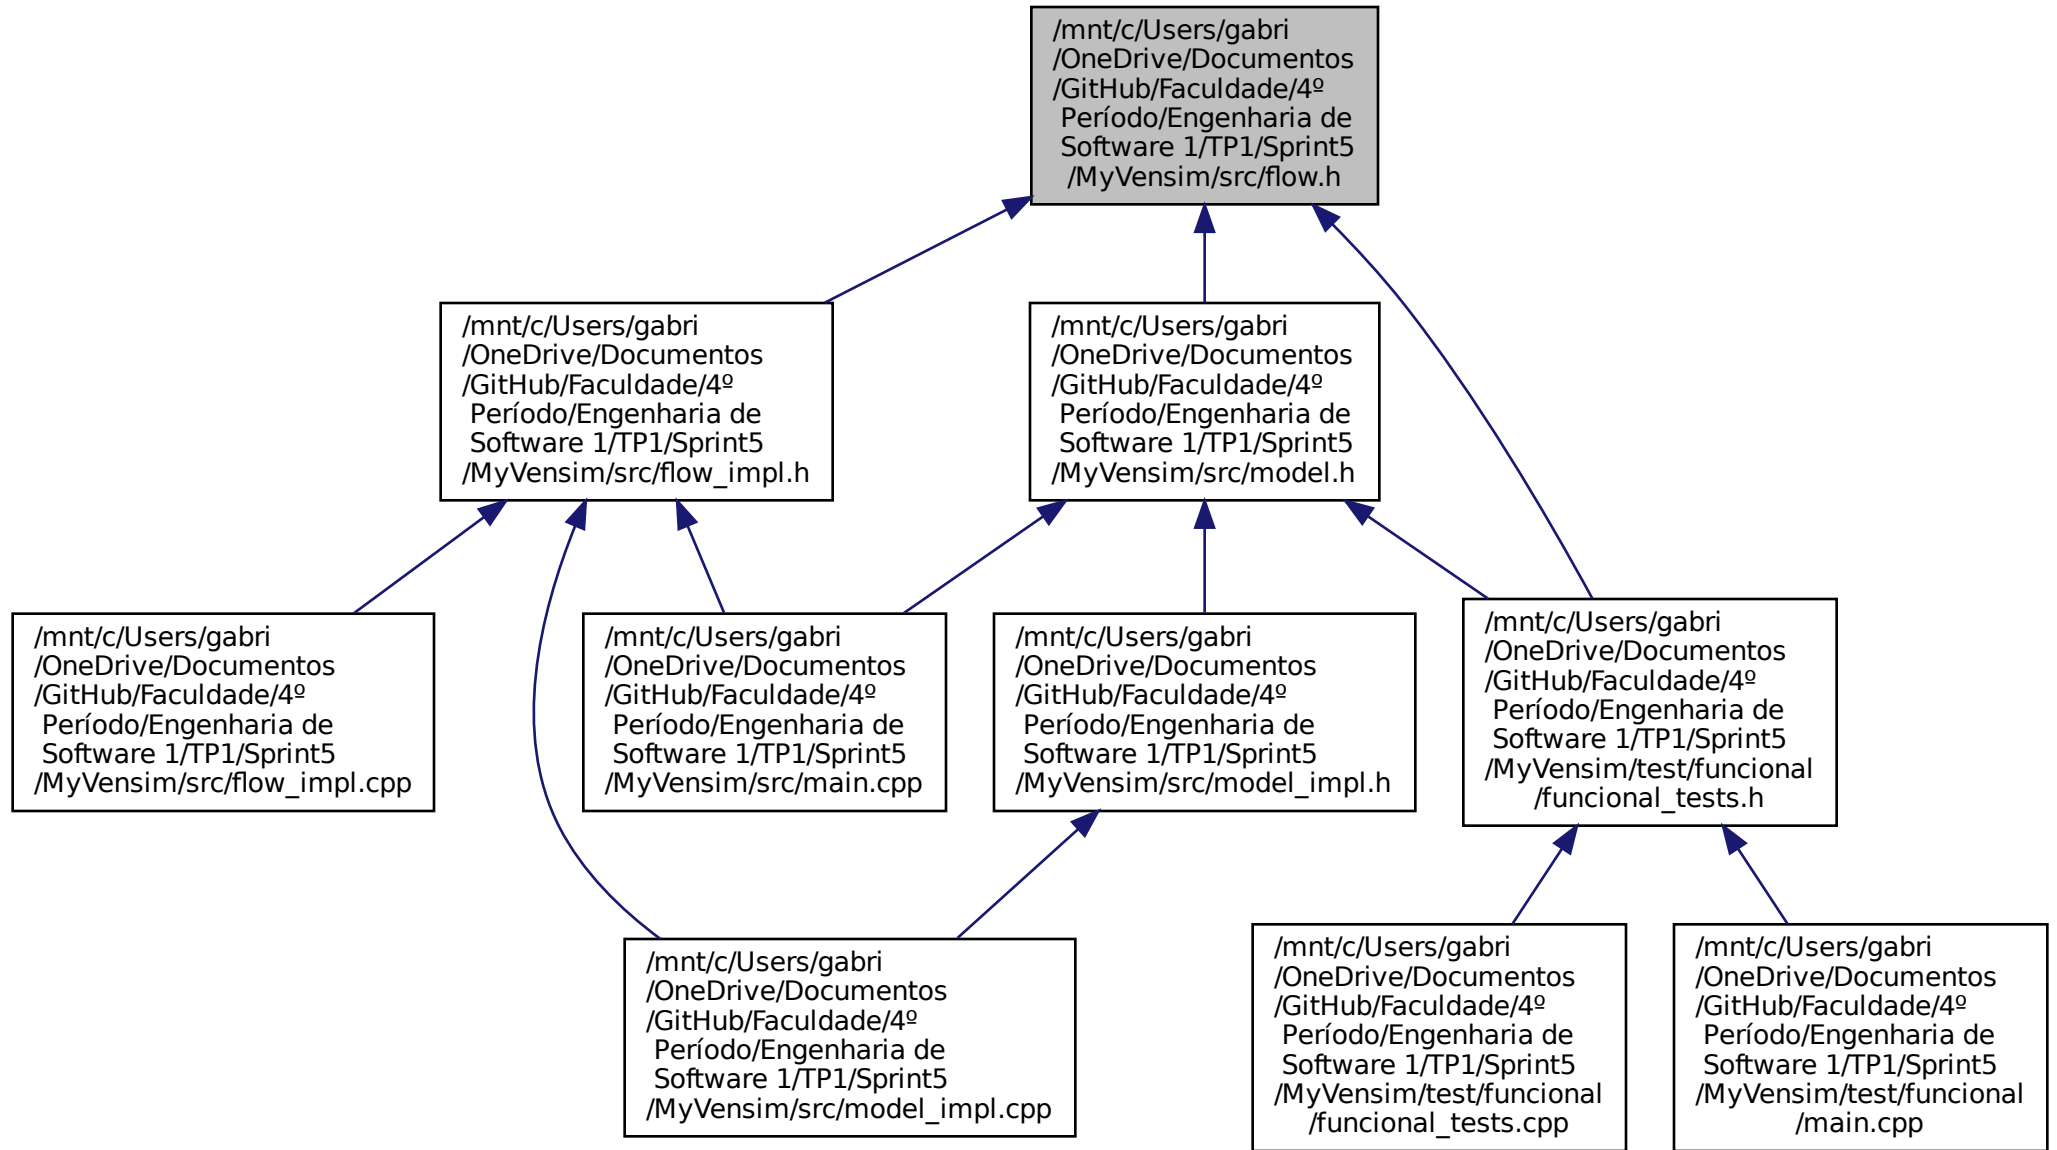 /mnt/c/Users/gabri
/OneDrive/Documentos
/GitHub/Faculdade/4º
Período/Engenharia de
Software 1/TP1/Sprint5
/MyVensim/src/flow.h
/mnt/c/Users/gabri
/OneDrive/Documentos
/GitHub/Faculdade/4º
Período/Engenharia de
Software 1/TP1/Sprint5
/MyVensim/src/flow_impl.h
/mnt/c/Users/gabri
/OneDrive/Documentos
/GitHub/Faculdade/4º
Período/Engenharia de
Software 1/TP1/Sprint5
/MyVensim/src/model.h
/mnt/c/Users/gabri
/OneDrive/Documentos
/GitHub/Faculdade/4º
Período/Engenharia de
Software 1/TP1/Sprint5
/MyVensim/src/flow_impl.cpp
/mnt/c/Users/gabri
/OneDrive/Documentos
/GitHub/Faculdade/4º
Período/Engenharia de
Software 1/TP1/Sprint5
/MyVensim/src/main.cpp
/mnt/c/Users/gabri
/OneDrive/Documentos
/GitHub/Faculdade/4º
Período/Engenharia de
Software 1/TP1/Sprint5
/MyVensim/src/model_impl.h
/mnt/c/Users/gabri
/OneDrive/Documentos
/GitHub/Faculdade/4º
Período/Engenharia de
Software 1/TP1/Sprint5
/MyVensim/test/funcional
/funcional_tests.h
/mnt/c/Users/gabri
/OneDrive/Documentos
/GitHub/Faculdade/4º
Período/Engenharia de
Software 1/TP1/Sprint5
/MyVensim/src/model_impl.cpp
/mnt/c/Users/gabri
/OneDrive/Documentos
/GitHub/Faculdade/4º
Período/Engenharia de
Software 1/TP1/Sprint5
/MyVensim/test/funcional
/funcional_tests.cpp
/mnt/c/Users/gabri
/OneDrive/Documentos
/GitHub/Faculdade/4º
Período/Engenharia de
Software 1/TP1/Sprint5
/MyVensim/test/funcional
/main.cpp